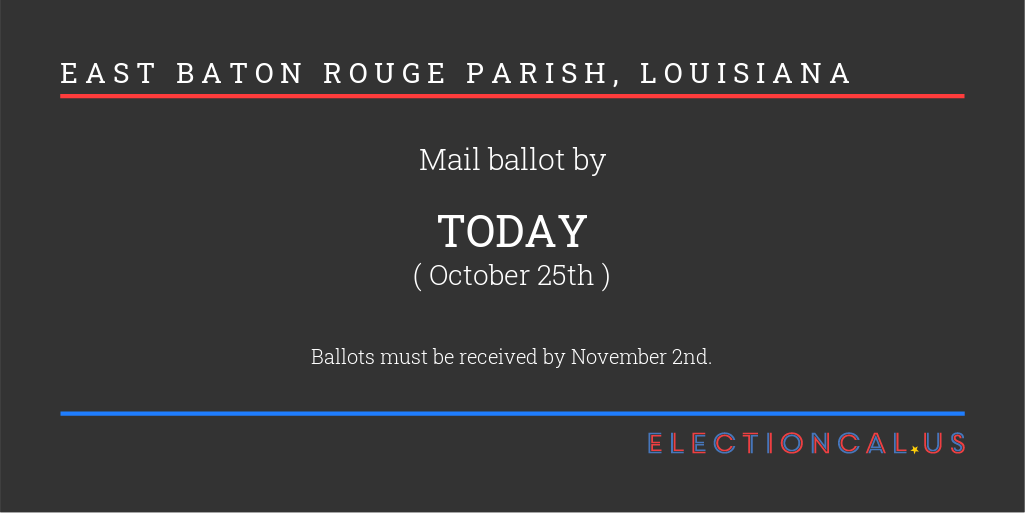 EAST BATON ROUGE PARISH, LOUISIANA
Mail ballot by
TODAY
( October 25th )
Ballots must be received by November 2nd.
ELECTIONCAL.US